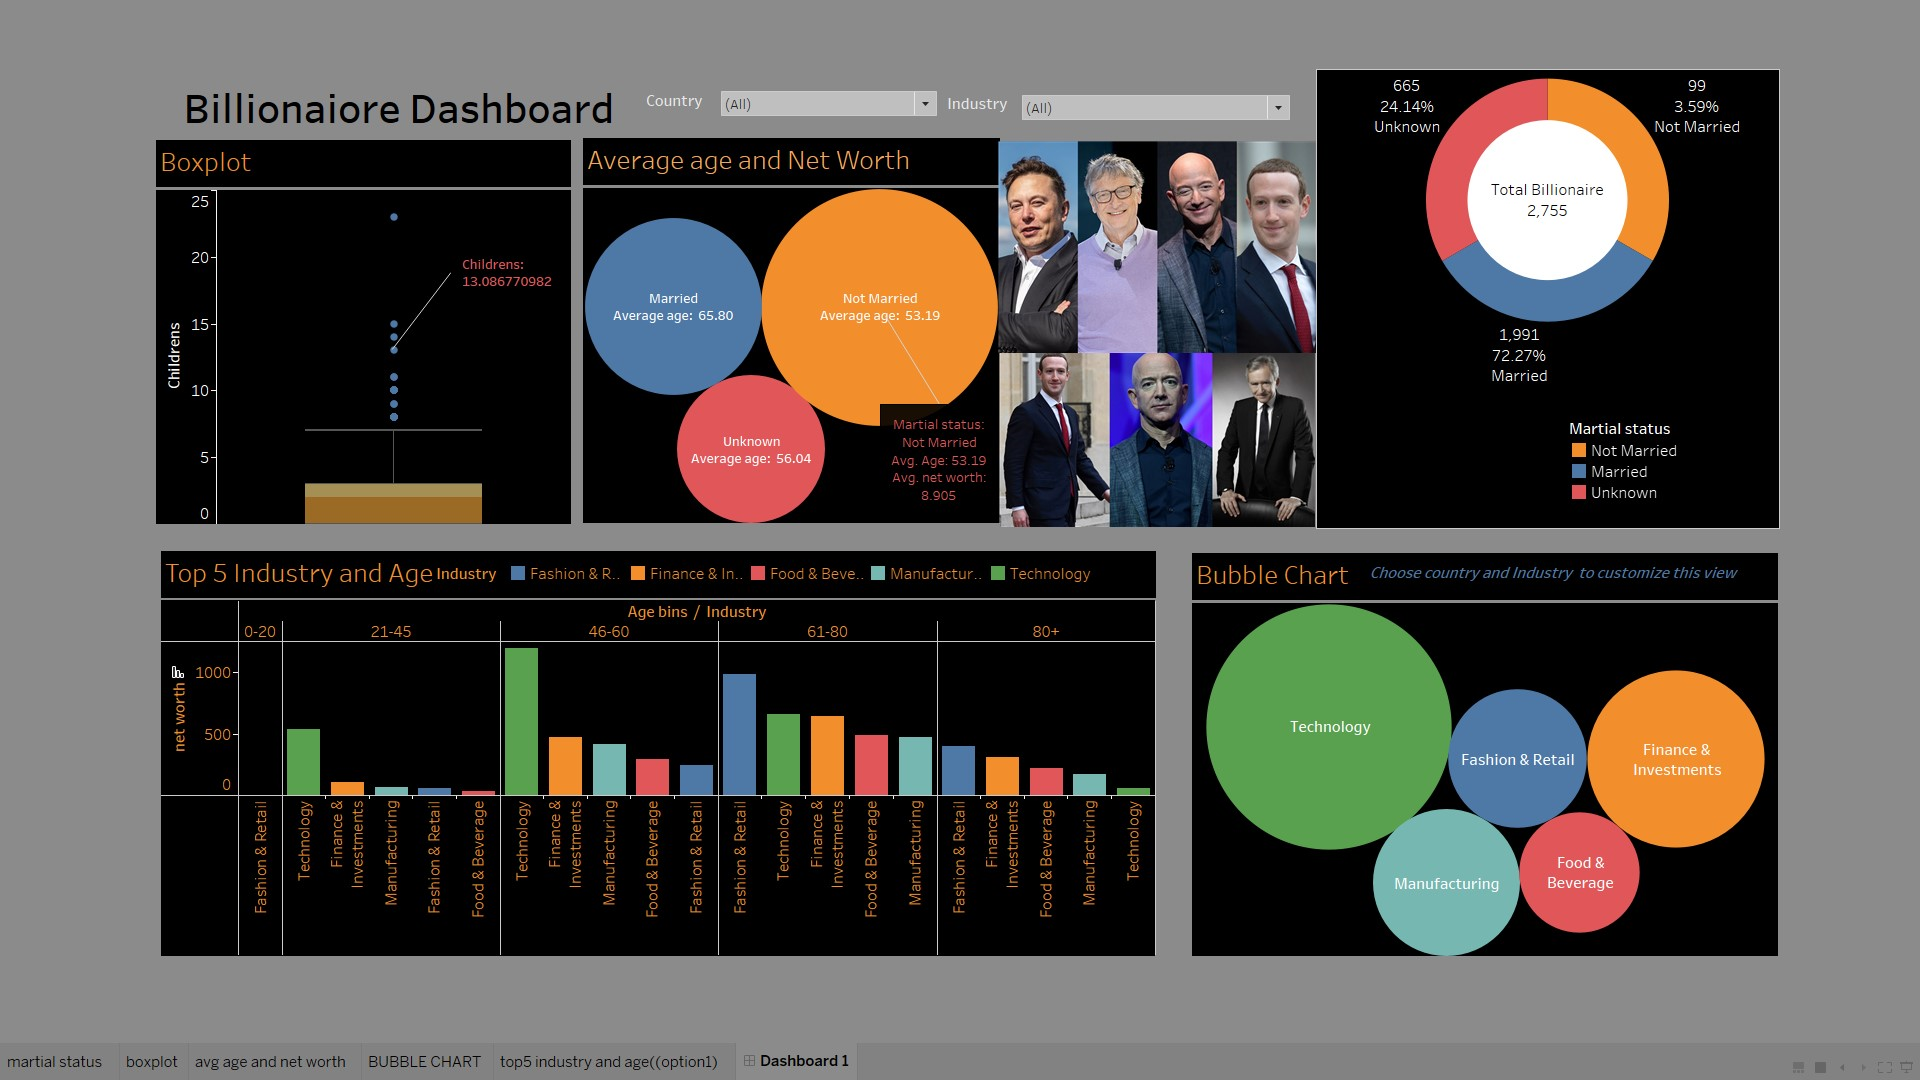 Billionaiore Dashboard
Country
(All)
Industry
(All)
Boxplot
25
20
15
10
5
0
Childrens
Childrens:
13.086770982
Average age and Net Worth
Married
Average age: 65.80
Not Married
Average age: 53.19
Unknown
Average age: 56.04
Martial status:
Not Married
Avg. Age: 53.19
Avg. net worth:
8.905
665
24.14%
Unknown
99
3.59%
Not Married
Total Billionaire
2,755
1,991
72.27%
Married
Martial status
Not Married
Married
Unknown
Top 5 Industry and Age
Industry
Fashion & R..
Finance & In..
Food & Beve..
Manufactur..
Technology
Age bins / Industry
0-20
21-45
46-60
61-80
80+
net worth
1000
500
0
Fashion & Retail
Technology
Finance &
Investments
Manufacturing
Fashion & Retail
Food & Beverage
Technology
Finance &
Investments
Manufacturing
Food & Beverage
Fashion & Retail
Fashion & Retail
Technology
Finance &
Investments
Food & Beverage
Manufacturing
Fashion & Retail
Finance &
Investments
Food & Beverage
Manufacturing
Technology
Bubble Chart
Choose country and Industry to customize this view
Technology
Fashion & Retail
Finance &
Investments
Manufacturing
Food &
Beverage
martial status
boxplot
avg age and net worth
BUBBLE CHART
top5 industry and age((option1)
Dashboard 1